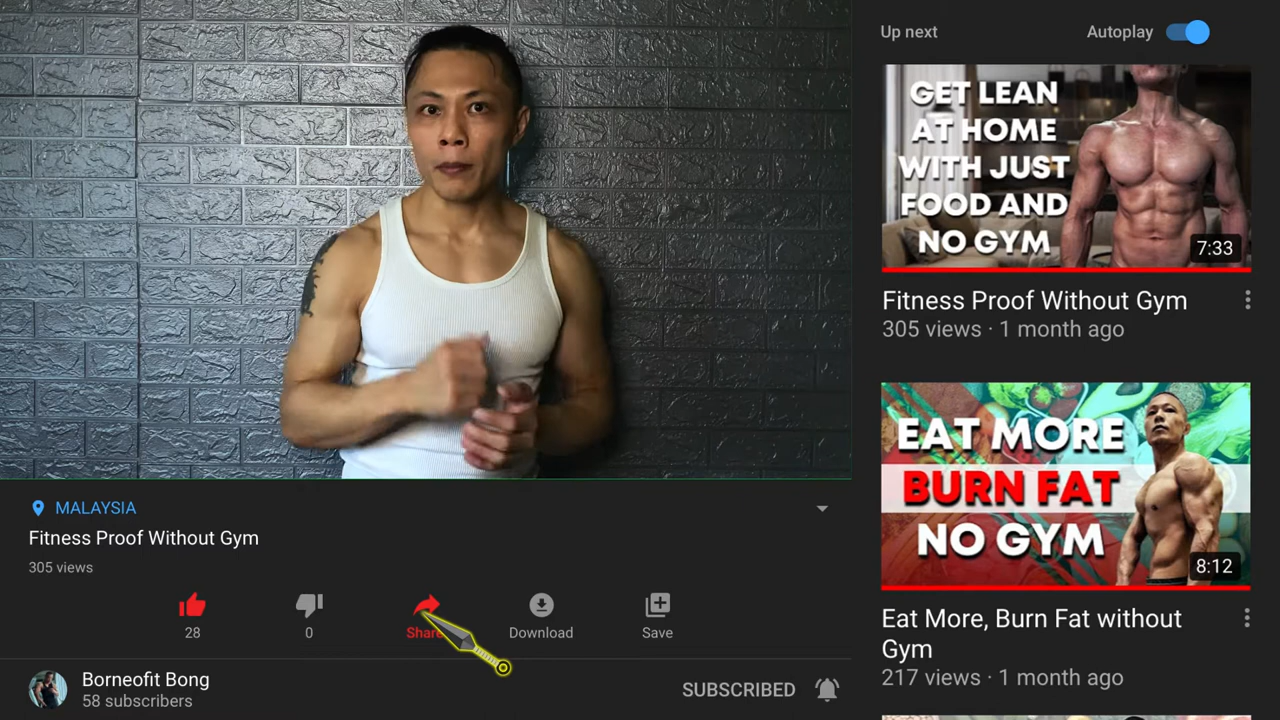 MALAYSIA
Fitness Proof Without Gym
305 views
28
0
Share
Download
Save
Borneofit Bong
58 subscribers
SUBSCRIBED
Up next
Autoplay
GET LEAN
AT HOME
WITH JUST
FOOD AND
NO GYM
7:33
Fitness Proof Without Gym
305 views · 1 month ago
EAT MORE
BURN FAT
NO GYM
8:12
Eat More, Burn Fat without
Gym
217 views · 1 month ago